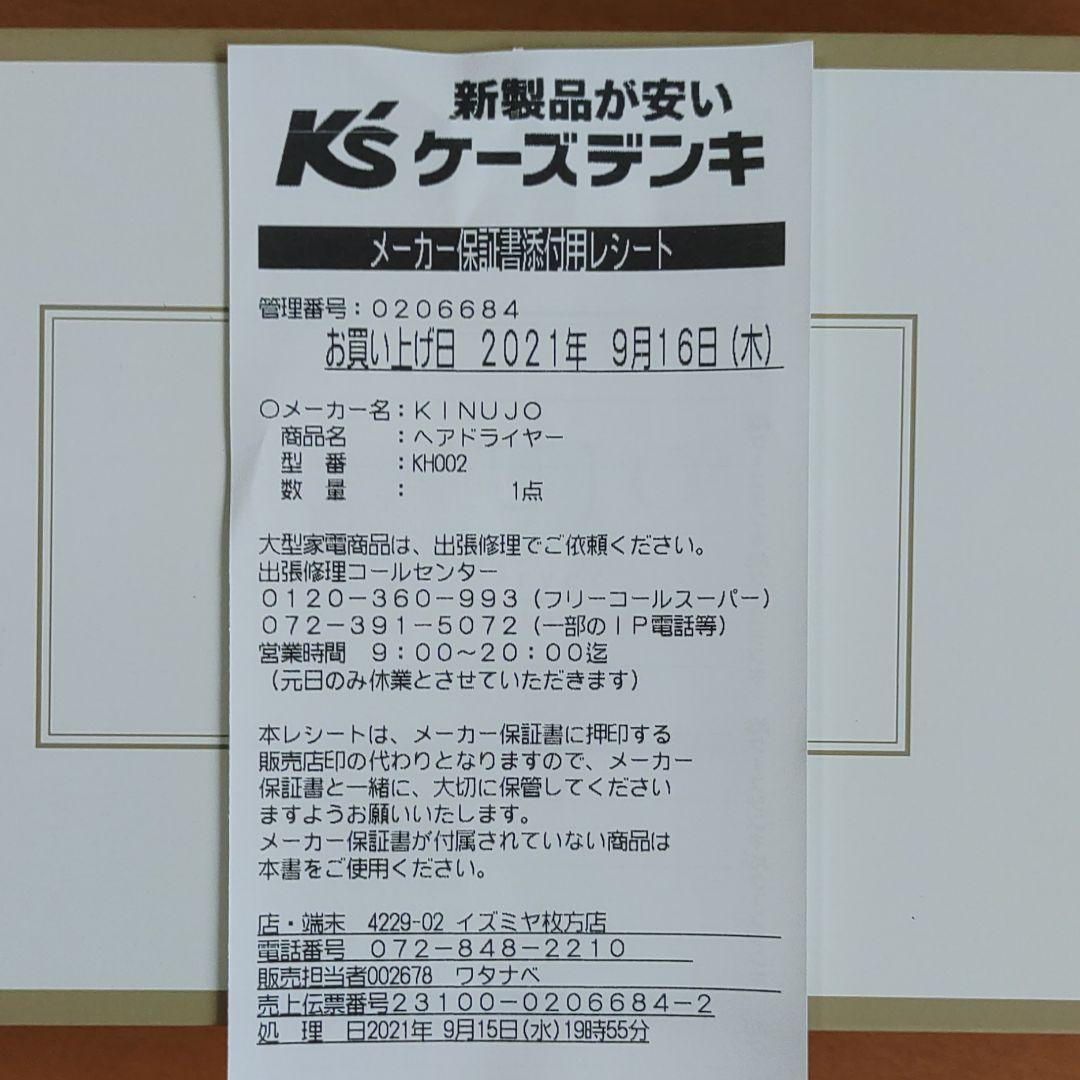 新製品が安い
K's ケーズデンキ
メーカー保証書添付用レシート
管理番号：0206684
お買い上げ日　2021年　9月16日(木)
〇メーカー名：KINUJO
商品名　　：ヘアドライヤー
型　番　　：KH002
数　量　　：　　　　1点
大型家電商品は、出張修理でご依頼ください。
出張修理コールセンター
0120－360－993（フリーコールスーパー）
072－391－5072（一部のIP電話等）
営業時間　9：00～20：00迄
（元日のみ休業とさせていただきます）
本レシートは、メーカー保証書に押印する
販売店印の代わりとなりますので、メーカー
保証書と一緒に、大切に保管してください
ますようお願いいたします。
メーカー保証書が付属されていない商品は
本書をご使用ください。
店・端末　4229-02 イズミヤ枚方店
電話番号　072－848－2210
販売担当者002678　ワタナベ
売上伝票番号23100－0206684－2
処　理　日2021年 9月15日(水)19時55分